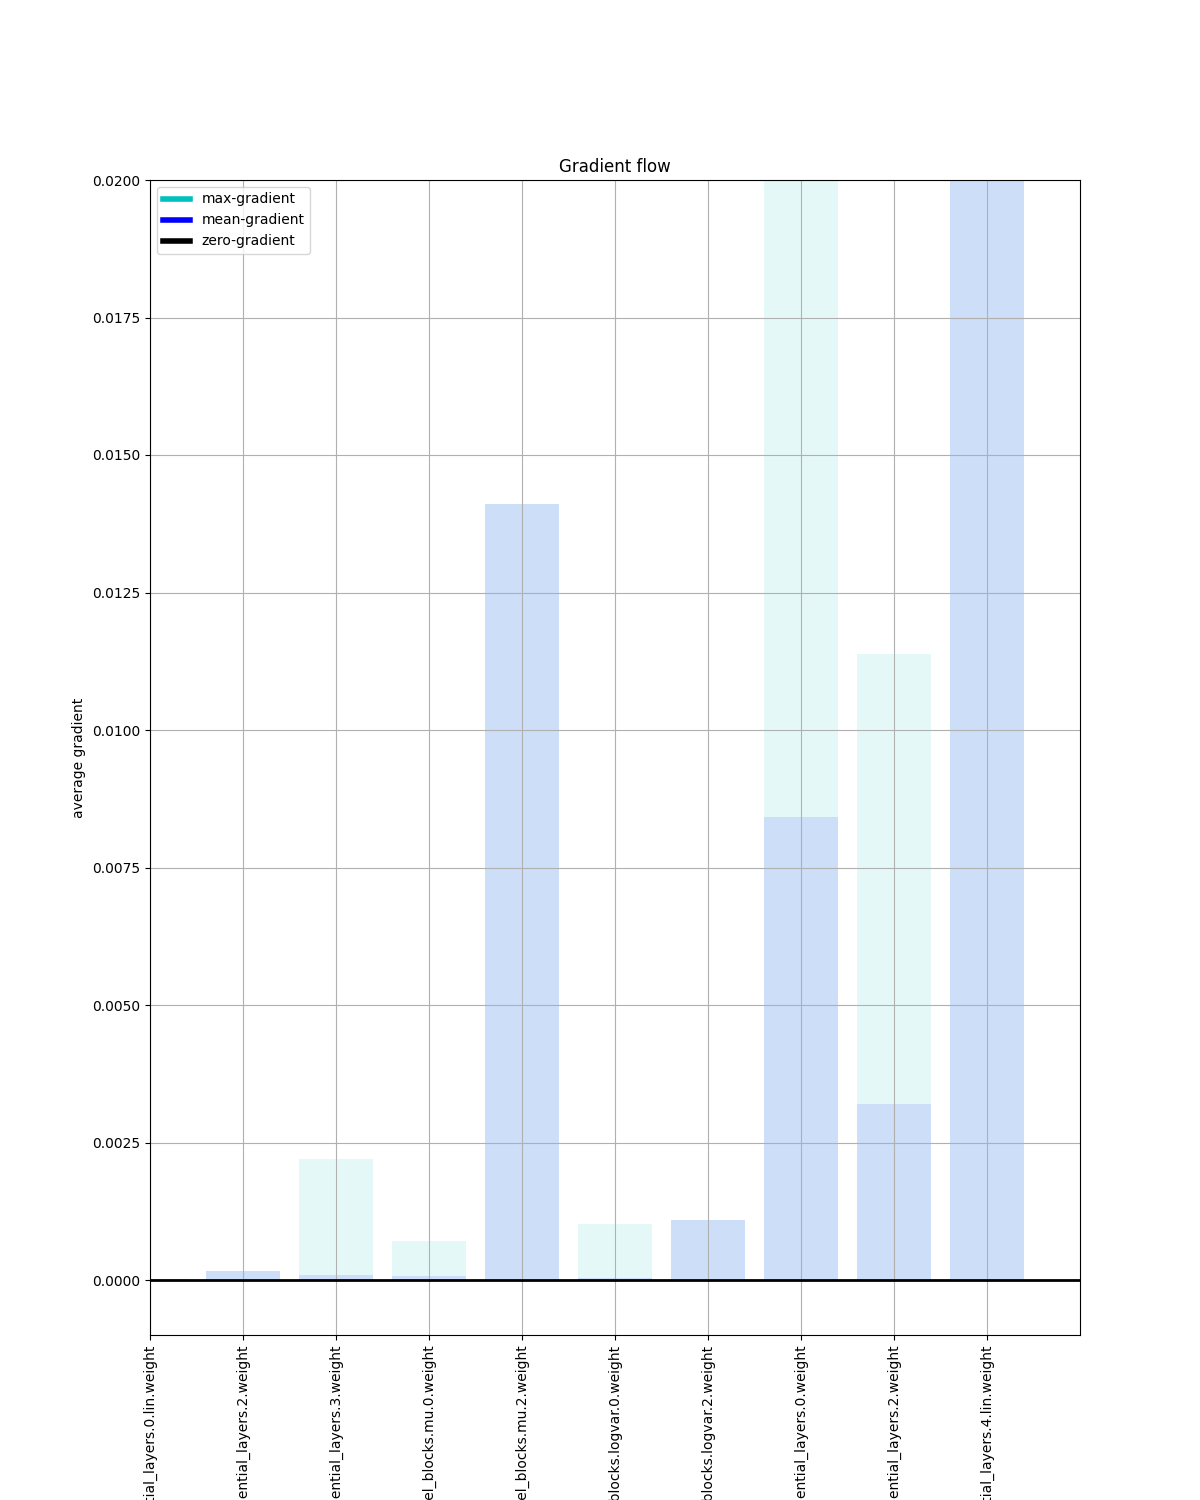 Gradient flow
max-gradient
mean-gradient
zero-gradient
0.0200
0.0175
0.0150
0.0125
0.0100
0.0075
0.0050
0.0025
0.0000
average gradient
tial_layers.0.lin.weight
ential_layers.2.weight
ential_layers.3.weight
el_blocks.mu.0.weight
el_blocks.mu.2.weight
blocks.logvar.0.weight
blocks.logvar.2.weight
ential_layers.0.weight
ential_layers.2.weight
tial_layers.4.lin.weight